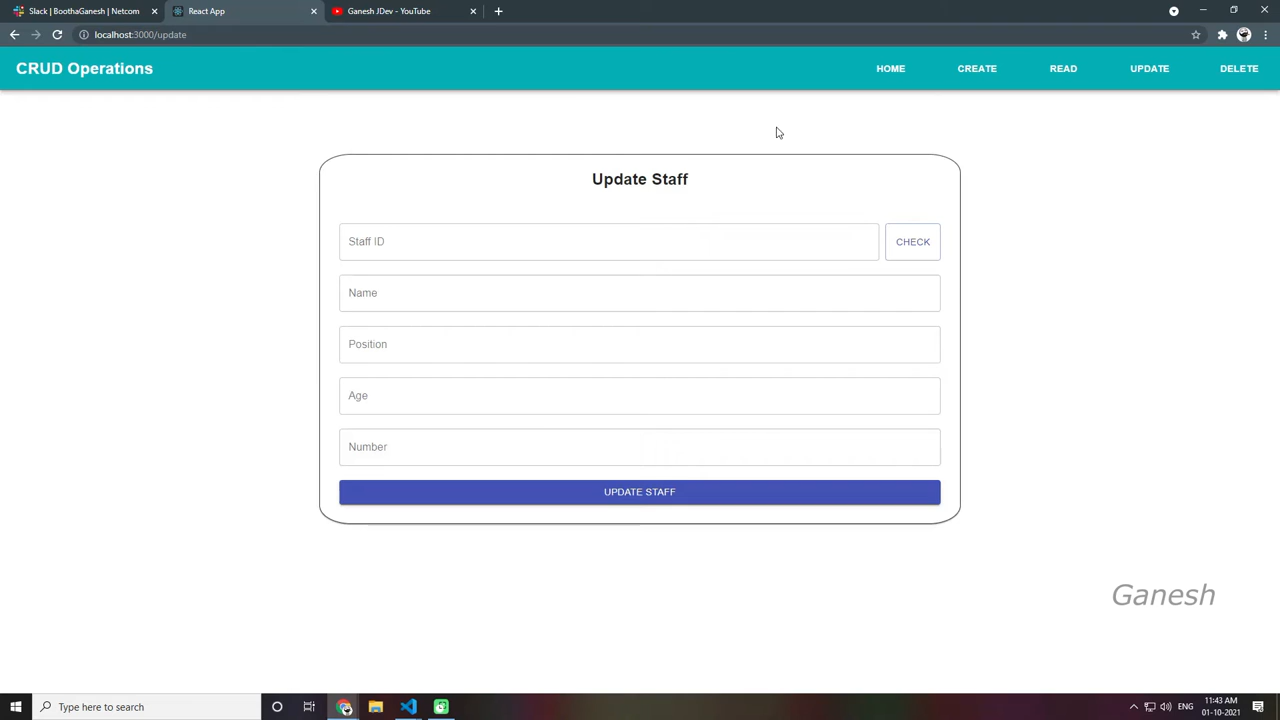 Slack | BoothaGanesh | Netcom
React App
Ganesh JDev - YouTube
localhost:3000/update
CRUD Operations
HOME
CREATE
READ
UPDATE
DELETE
Update Staff
Staff ID
CHECK
Name
Position
Age
Number
UPDATE STAFF
Ganesh
Type here to search
ENG
11:43 AM
01-10-2021